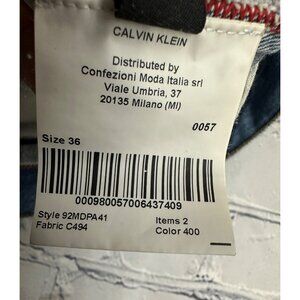 CALVIN KLEIN
Distributed by
Confezioni Moda Italia srl
Viale Umbria, 37
20135 Milano (MI)
0057
Size 36
000980057006437409
Style 92MDPA41
Items 2
Fabric C494
Color 400